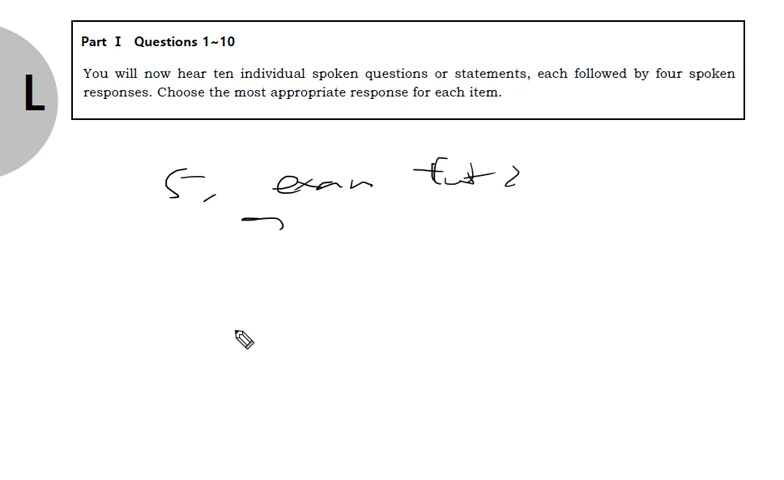 L
Part I Questions 1~10
You will now hear ten individual spoken questions or statements, each followed by four spoken
responses. Choose the most appropriate response for each item.
5, exam